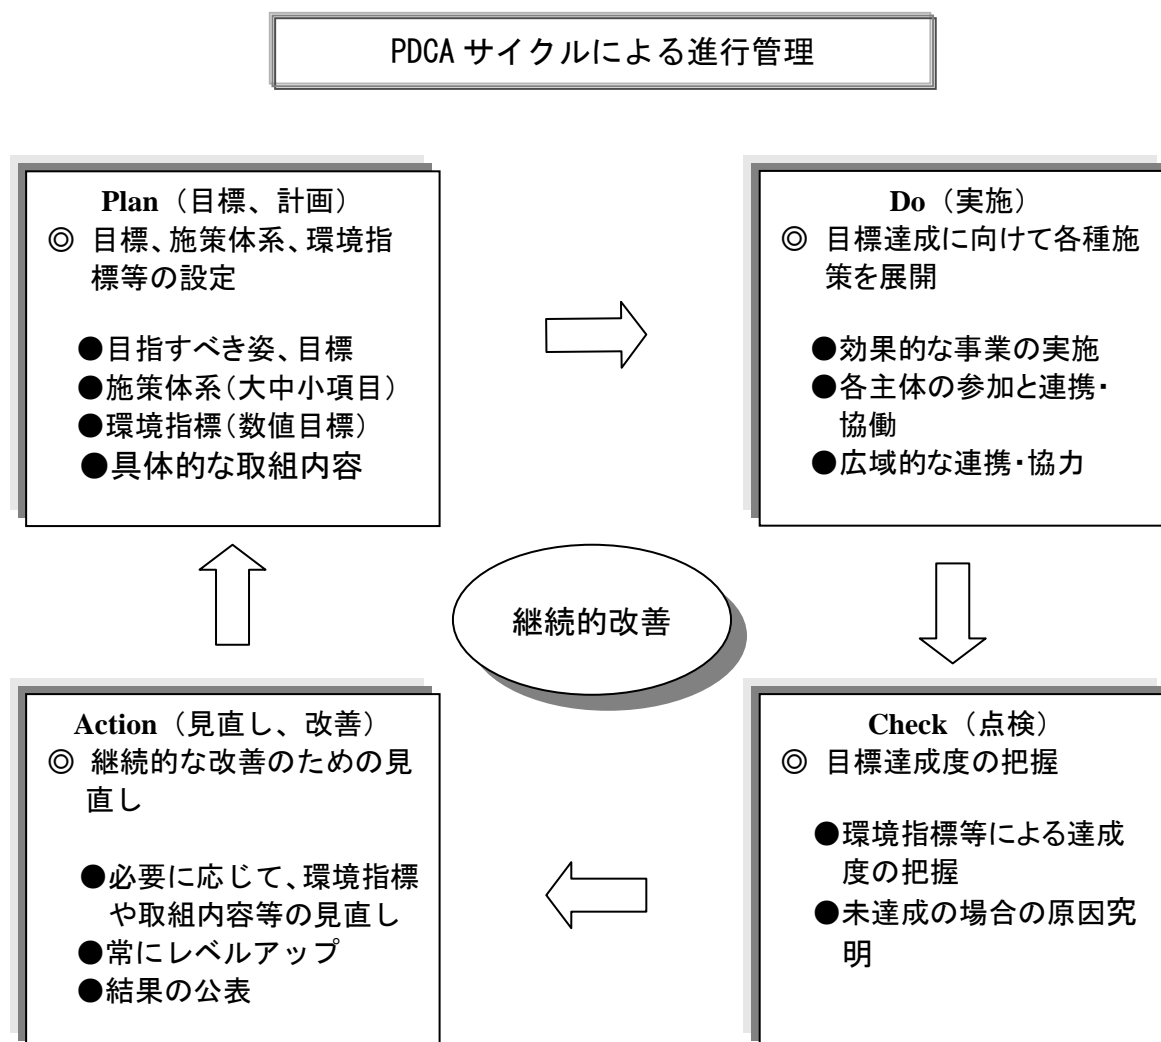 PDCA サイクルによる進行管理
Plan（目標、計画）
◎ 目標、施策体系、環境指
標等の設定
●目指すべき姿、目標
●施策体系（大中小項目）
●環境指標（数値目標）
●具体的な取組内容
Do（実施）
◎ 目標達成に向けて各種施
策を展開
●効果的な事業の実施
●各主体の参加と連携・
協働
●広域的な連携・協力
継続的改善
Action（見直し、改善）
◎ 継続的な改善のための見
直し
●必要に応じて、環境指標
や取組内容等の見直し
●常にレベルアップ
●結果の公表
Check（点検）
◎ 目標達成度の把握
●環境指標等による達成
度の把握
●未達成の場合の原因究
明